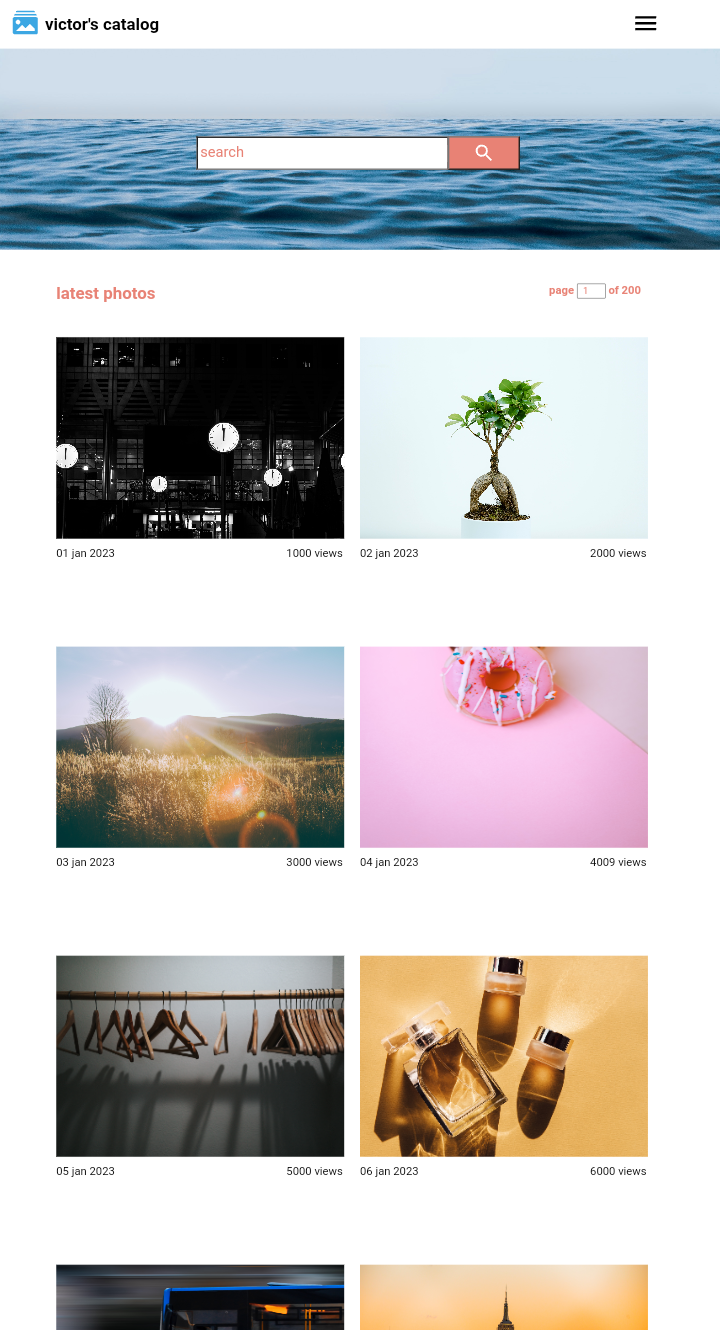 victor's catalog
search
latest photos
page 1 of 200
01 jan 2023 1000 views
02 jan 2023 2000 views
03 jan 2023 3000 views
04 jan 2023 4009 views
05 jan 2023 5000 views
06 jan 2023 6000 views